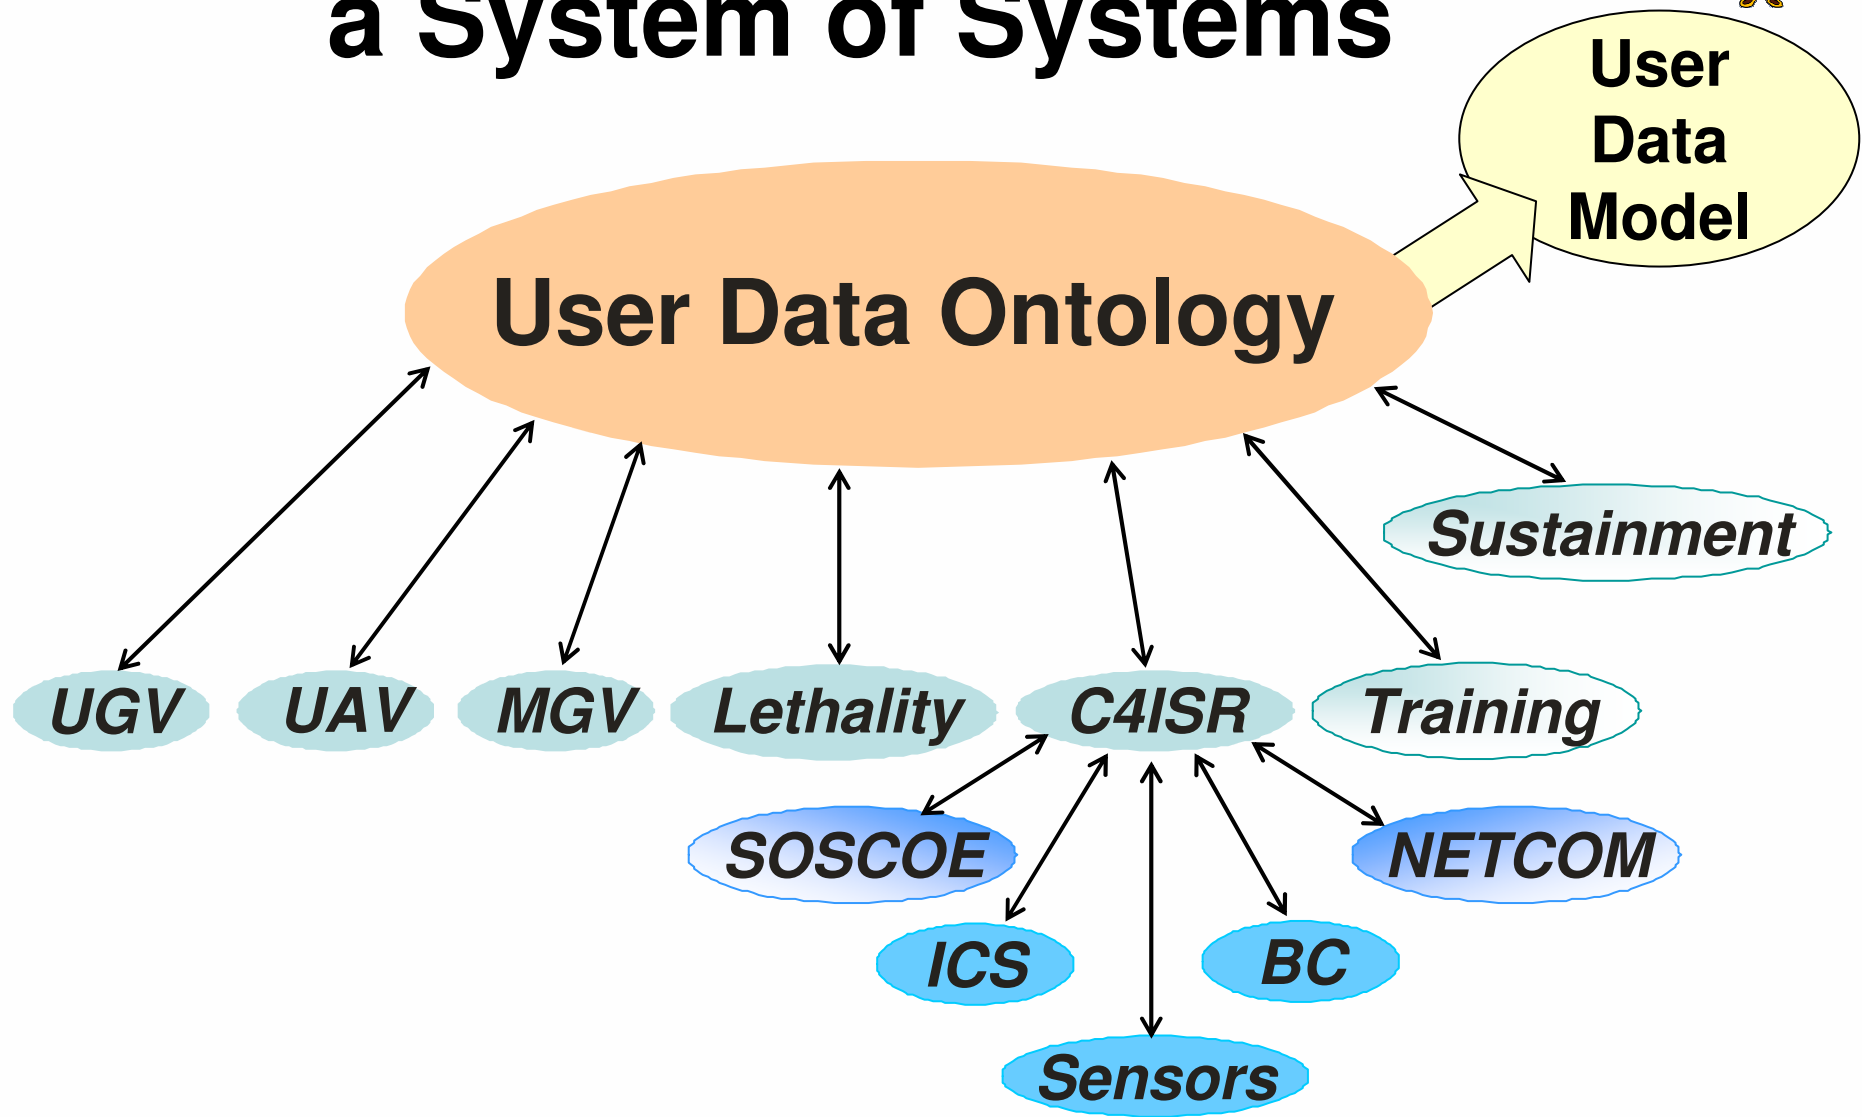 a System of Systems
User
Data
Model
User Data Ontology
Sustainment
UGV
UAV
MGV
Lethality
C4ISR
Training
SOSCOE
NETCOM
ICS
BC
Sensors